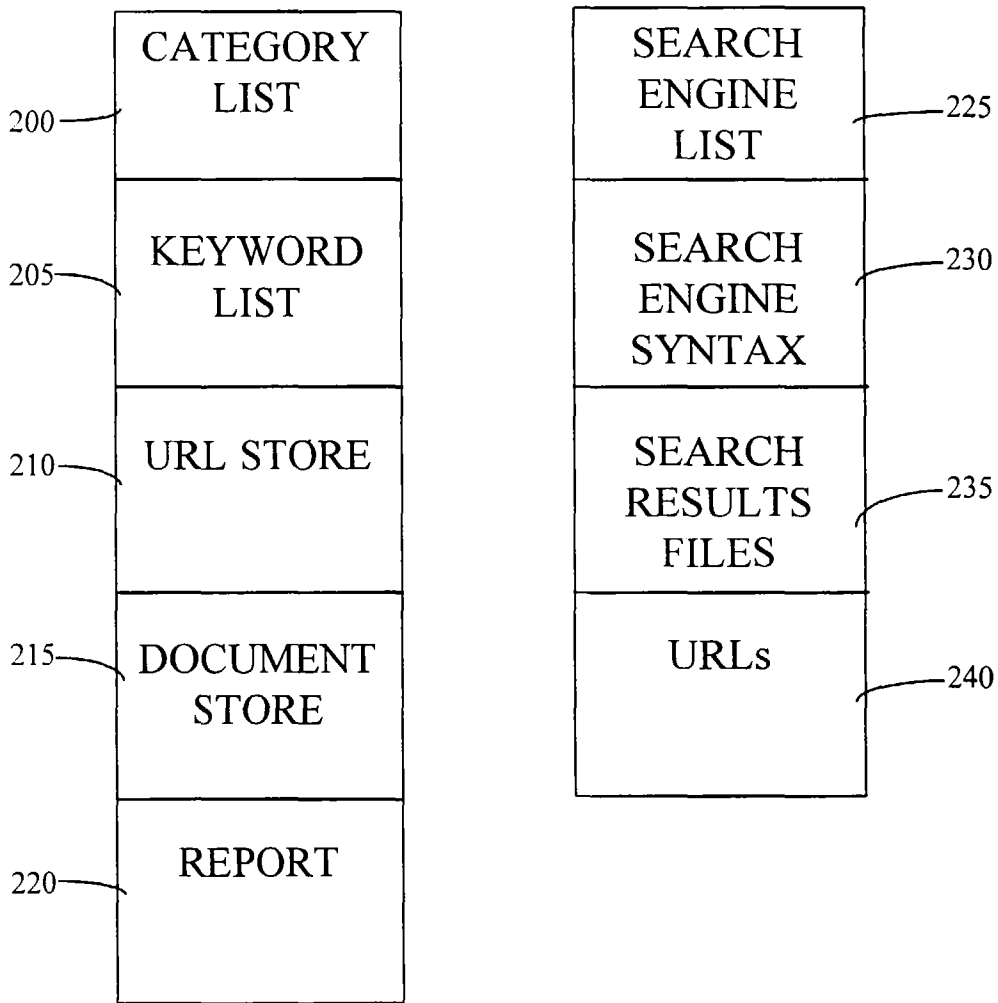 CATEGORY
LIST
200
KEYWORD
LIST
205
URL STORE
210
DOCUMENT
STORE
215
REPORT
220
SEARCH
ENGINE
LIST
225
SEARCH
ENGINE
SYNTAX
230
SEARCH
RESULTS
FILES
235
URLs
240